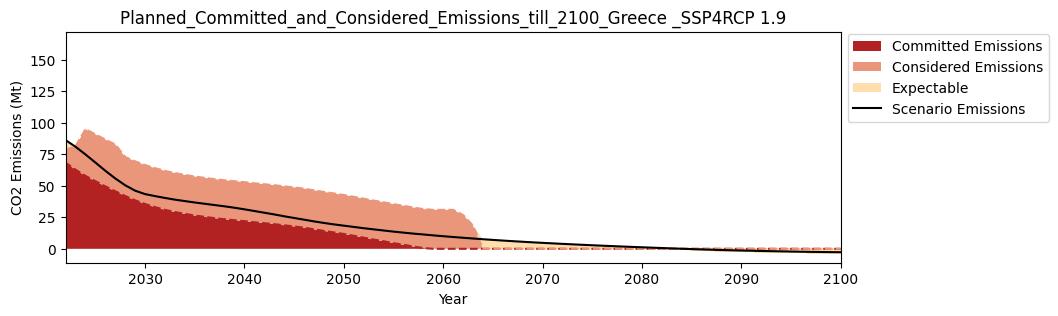 Planned_Committed_and_Considered_Emissions_till_2100_Greece _SSP4RCP 1.9
CO2 Emissions (Mt)
150
125
100
75
50
25
0
2030 2040 2050 2060 2070 2080 2090 2100
Year
Committed Emissions
Considered Emissions
Expectable
Scenario Emissions